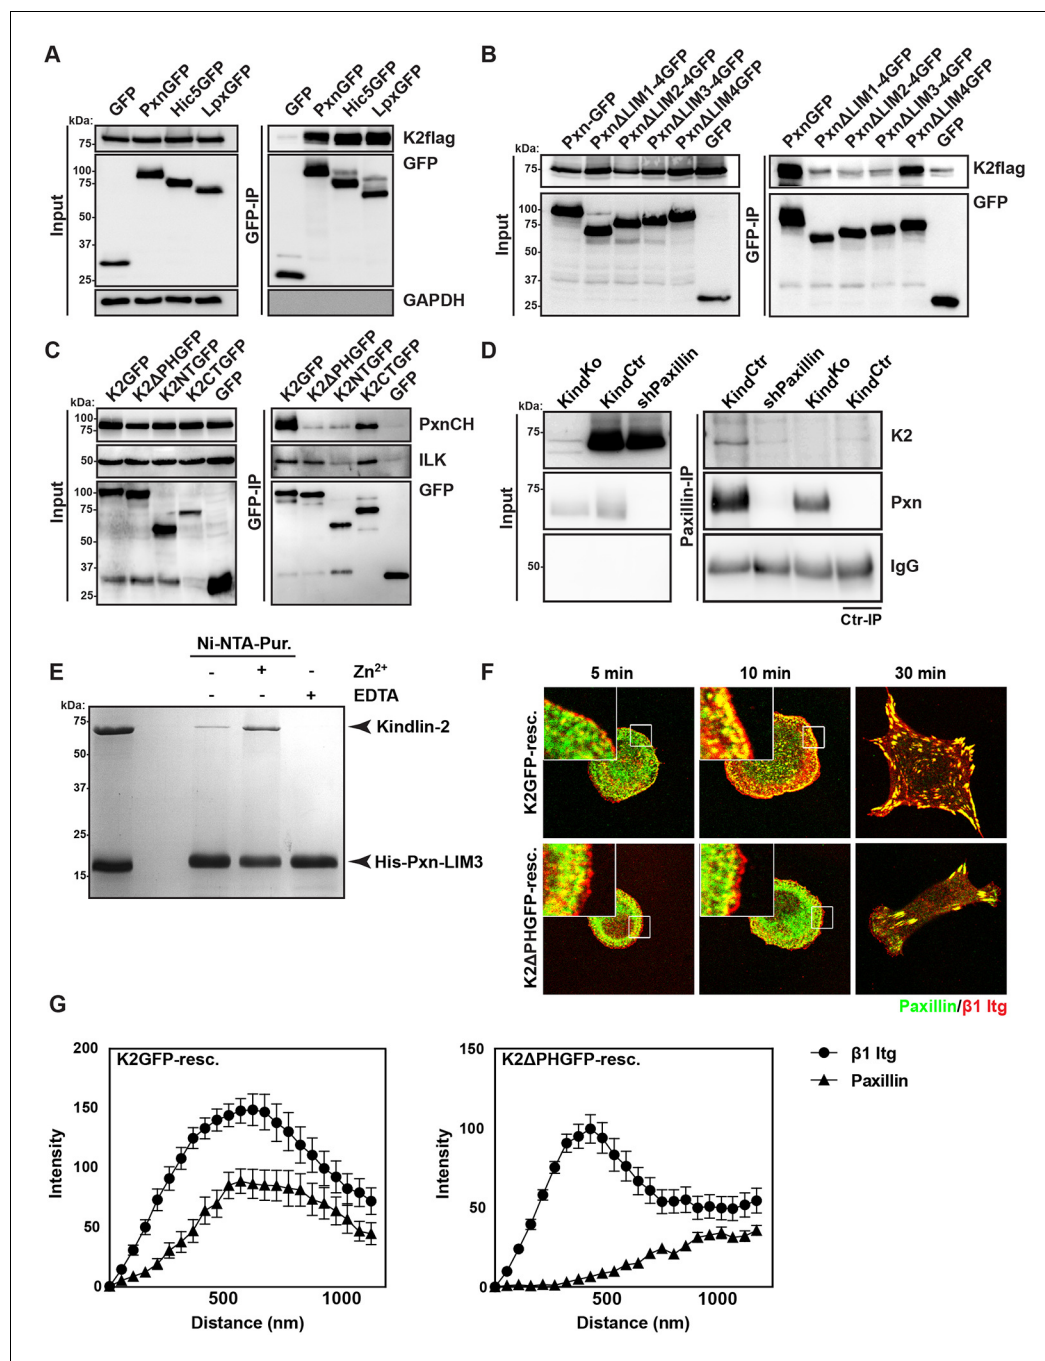 A
GFP
PxnGFP
Hic5GFP
LpxGFP
GFP
PxnGFP
Hic5GFP
LpxGFP
kDa:
75
100
75
50
37
25
Input
GFP-IP
K2flag
GFP
GAPDH
B
Pxn-GFP
PxnΔLIM1-4GFP
PxnΔLIM2-4GFP
PxnΔLIM3-4GFP
PxnΔLIM4GFP
GFP
PxnGFP
PxnΔLIM1-4GFP
PxnΔLIM2-4GFP
PxnΔLIM3-4GFP
PxnΔLIM4GFP
GFP
kDa:
75
100
75
50
37
25
Input
GFP-IP
K2flag
GFP
C
K2GFP
K2ΔPHGFP
K2NTGFP
K2CTGFP
GFP
K2GFP
K2ΔPHGFP
K2NTGFP
K2CTGFP
GFP
kDa:
100
75
50
100
75
50
37
25
Input
GFP-IP
PxnCH
ILK
GFP
D
KindKo
KindCtr
shPaxillin
KindCtr
shPaxillin
KindKo
KindCtr
kDa:
75
75
50
Input
Paxillin-IP
K2
Pxn
IgG
Ctr-IP
E
Ni-NTA-Pur.
- + - Zn2+
- - + EDTA
kDa:
75
37
25
15
Kindlin-2
His-Pxn-LIM3
F
5 min
10 min
30 min
K2GFP-resc.
K2ΔPHGFP-resc.
Paxillin/β1 Itg
G
K2GFP-resc.
200
150
100
50
0
Intensity
500
1000
Distance (nm)
K2ΔPHGFP-resc.
150
100
50
0
Intensity
500
1000
Distance (nm)
β1 Itg
Paxillin